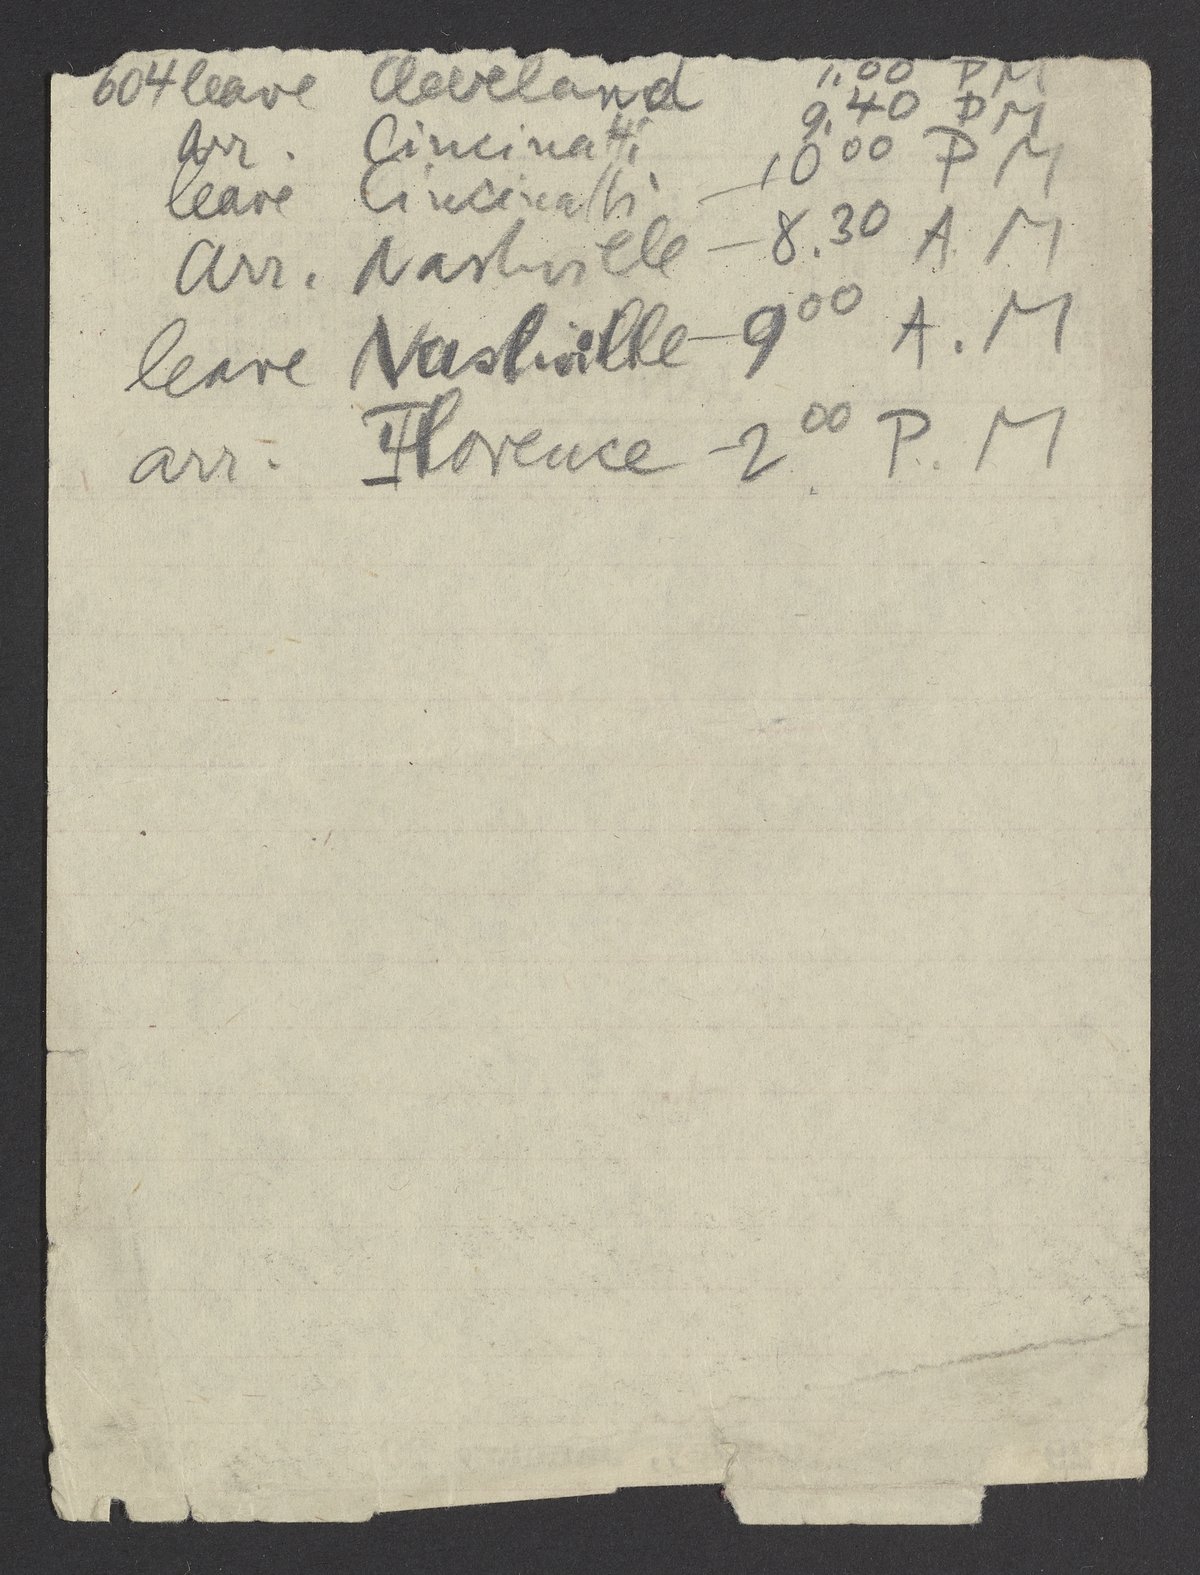 604 leave Cleveland 1.00 PM
Arr. Cincinatti 9.40 PM
leave Cincinatti — 10 00 PM
Arr. Nashville — 8.30 A M
leave Nashville — 9 00 A. M
arr. Florence — 2 00 P. M